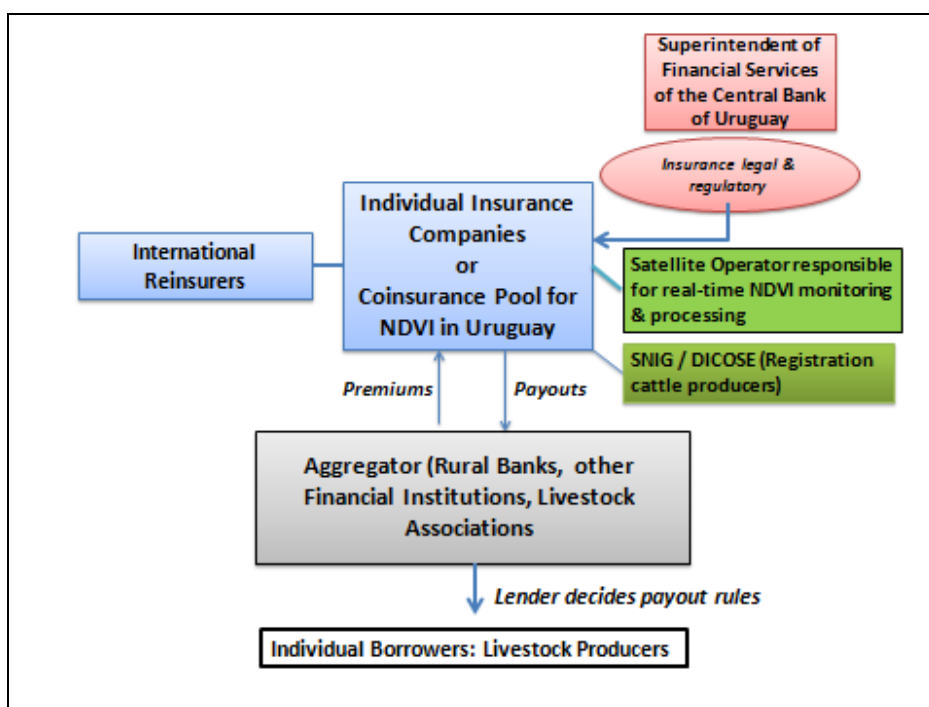 Superintendent of
Financial Services
of the Central Bank
of Uruguay
Insurance legal &
regulatory
Individual Insurance
Companies
or
Coinsurance Pool for
NDVI in Uruguay
International
Reinsurers
Satellite Operator responsible
for real-time NDVI monitoring
& processing
SNIG / DICOSE (Registration
cattle producers)
Premiums
Payouts
Aggregator (Rural Banks, other
Financial Institutions, Livestock
Associations
Lender decides payout rules
Individual Borrowers: Livestock Producers